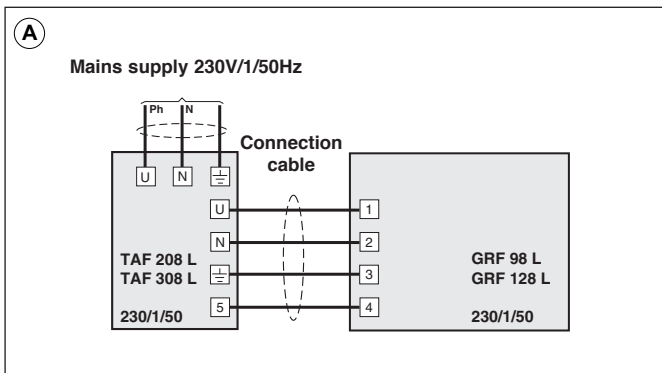 A
Mains supply 230V/1/50Hz
Ph N
Connection
cable
U N
U 1
N 2
3
5 4
TAF 208 L
TAF 308 L
230/1/50
GRF 98 L
GRF 128 L
230/1/50